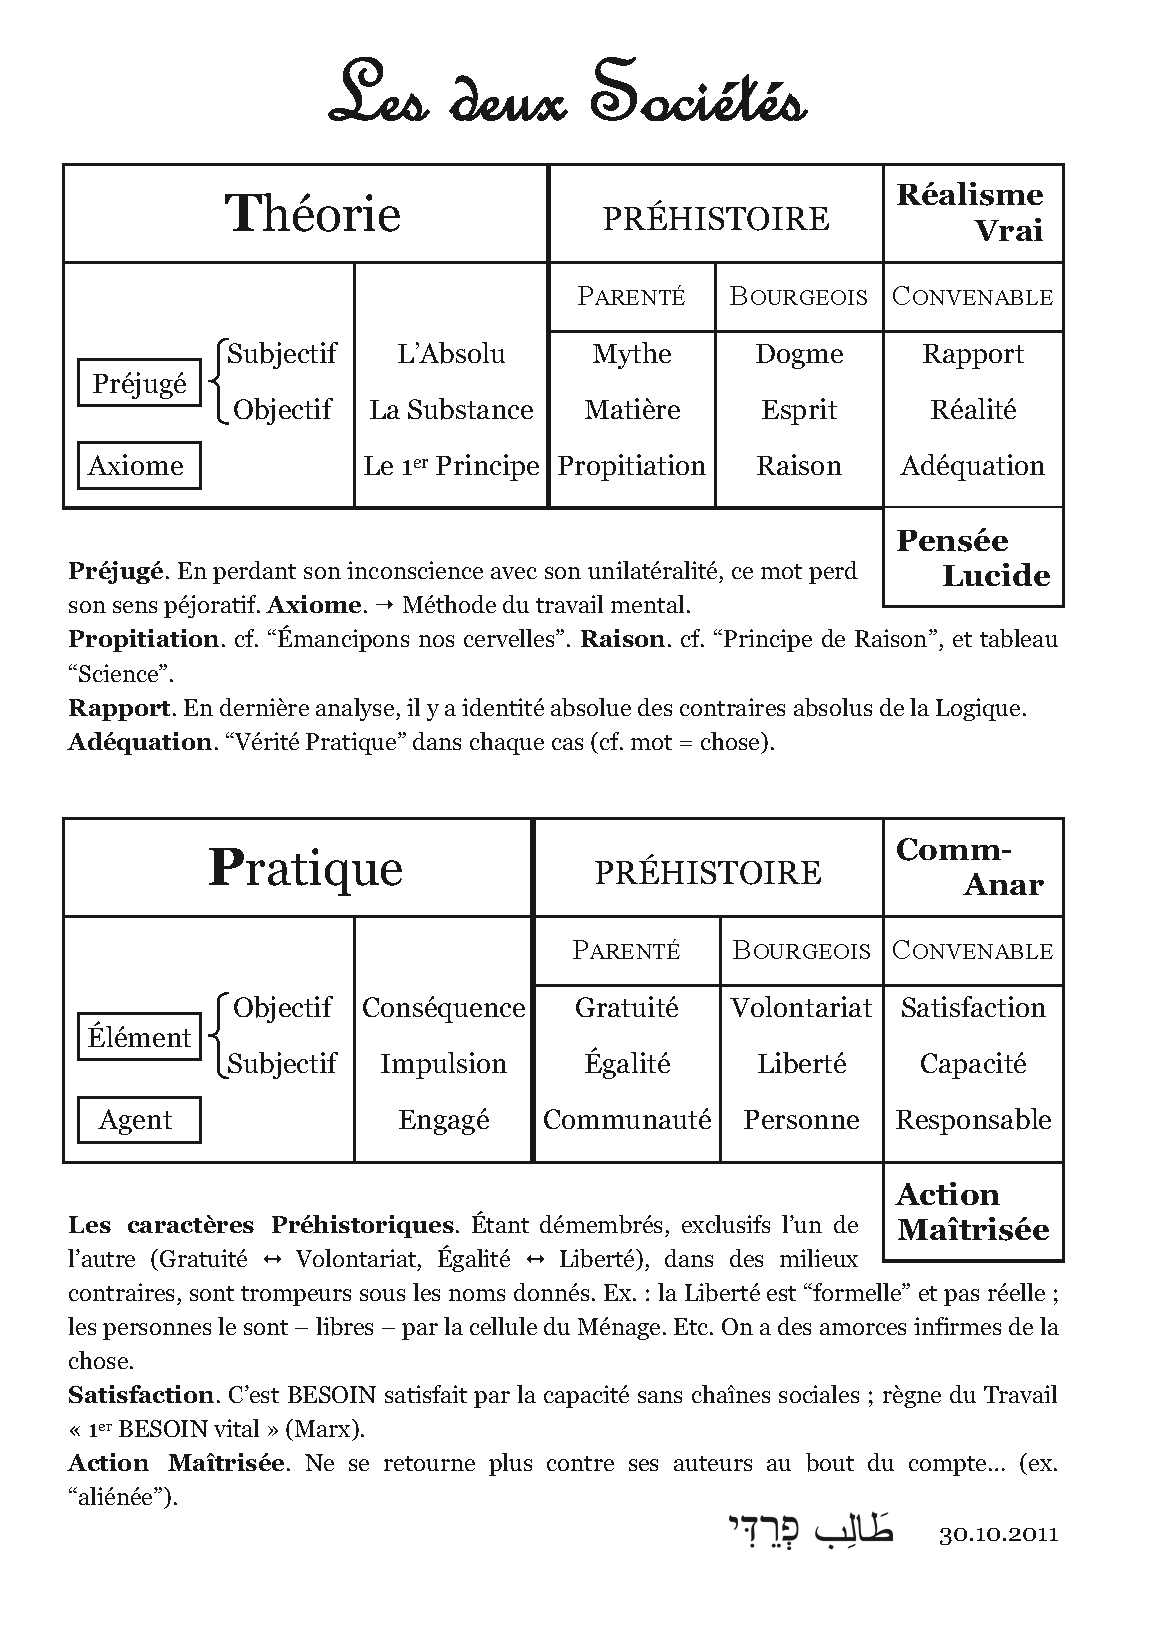 Les deux Sociétés
Théorie PRÉHISTOIRE Réalisme
Vrai
PARENTÉ BOURGEOIS CONVENABLE
Préjugé Subjectif L’Absolu Mythe Dogme Rapport
Objectif La Substance Matière Esprit Réalité
Axiome Le 1er Principe Propitiation Raison Adéquation
Pensée
Lucide
Préjugé. En perdant son inconscience avec son unilatéralité, ce mot perd
son sens péjoratif. Axiome. → Méthode du travail mental.
Propitiation. cf. “Émancipons nos cervelles”. Raison. cf. “Principe de Raison”, et tableau
“Science”.
Rapport. En dernière analyse, il y a identité absolue des contraires absolus de la Logique.
Adéquation. “Vérité Pratique” dans chaque cas (cf. mot = chose).
Pratique PRÉHISTOIRE Comm-
Anar
PARENTÉ BOURGEOIS CONVENABLE
Élément Objectif Conséquence Gratuité Volontariat Satisfaction
Subjectif Impulsion Égalité Liberté Capacité
Agent Engagé Communauté Personne Responsable
Action
Maîtrisée
Les caractères Préhistoriques. Étant démembrés, exclusifs l’un de
l’autre (Gratuité ↔ Volontariat, Égalité ↔ Liberté), dans des milieux
contraires, sont trompeurs sous les noms donnés. Ex. : la Liberté est “formelle” et pas réelle ;
les personnes le sont – libres – par la cellule du Ménage. Etc. On a des amorces infirmes de la
chose.
Satisfaction. C’est BESOIN satisfait par la capacité sans chaînes sociales ; règne du Travail
« 1er BESOIN vital » (Marx).
Action Maîtrisée. Ne se retourne plus contre ses auteurs au bout du compte… (ex.
“aliénée”).
טَالِب פְרֵדִּי 30.10.2011